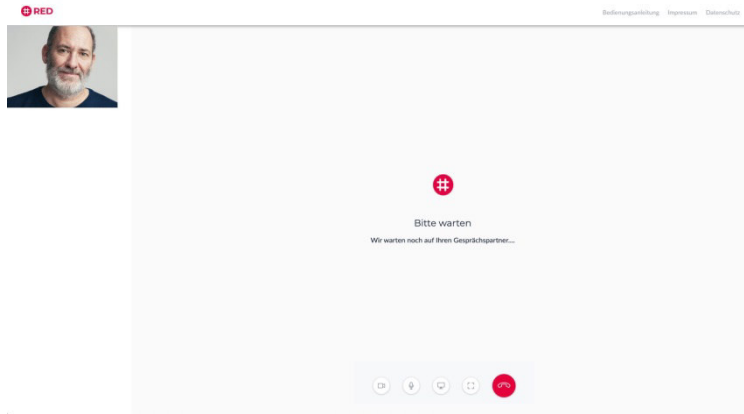 # RED
Bedienungsanleitung Impressum Datenschutz
#
Bitte warten
Wir warten noch auf Ihren Gesprächspartner....